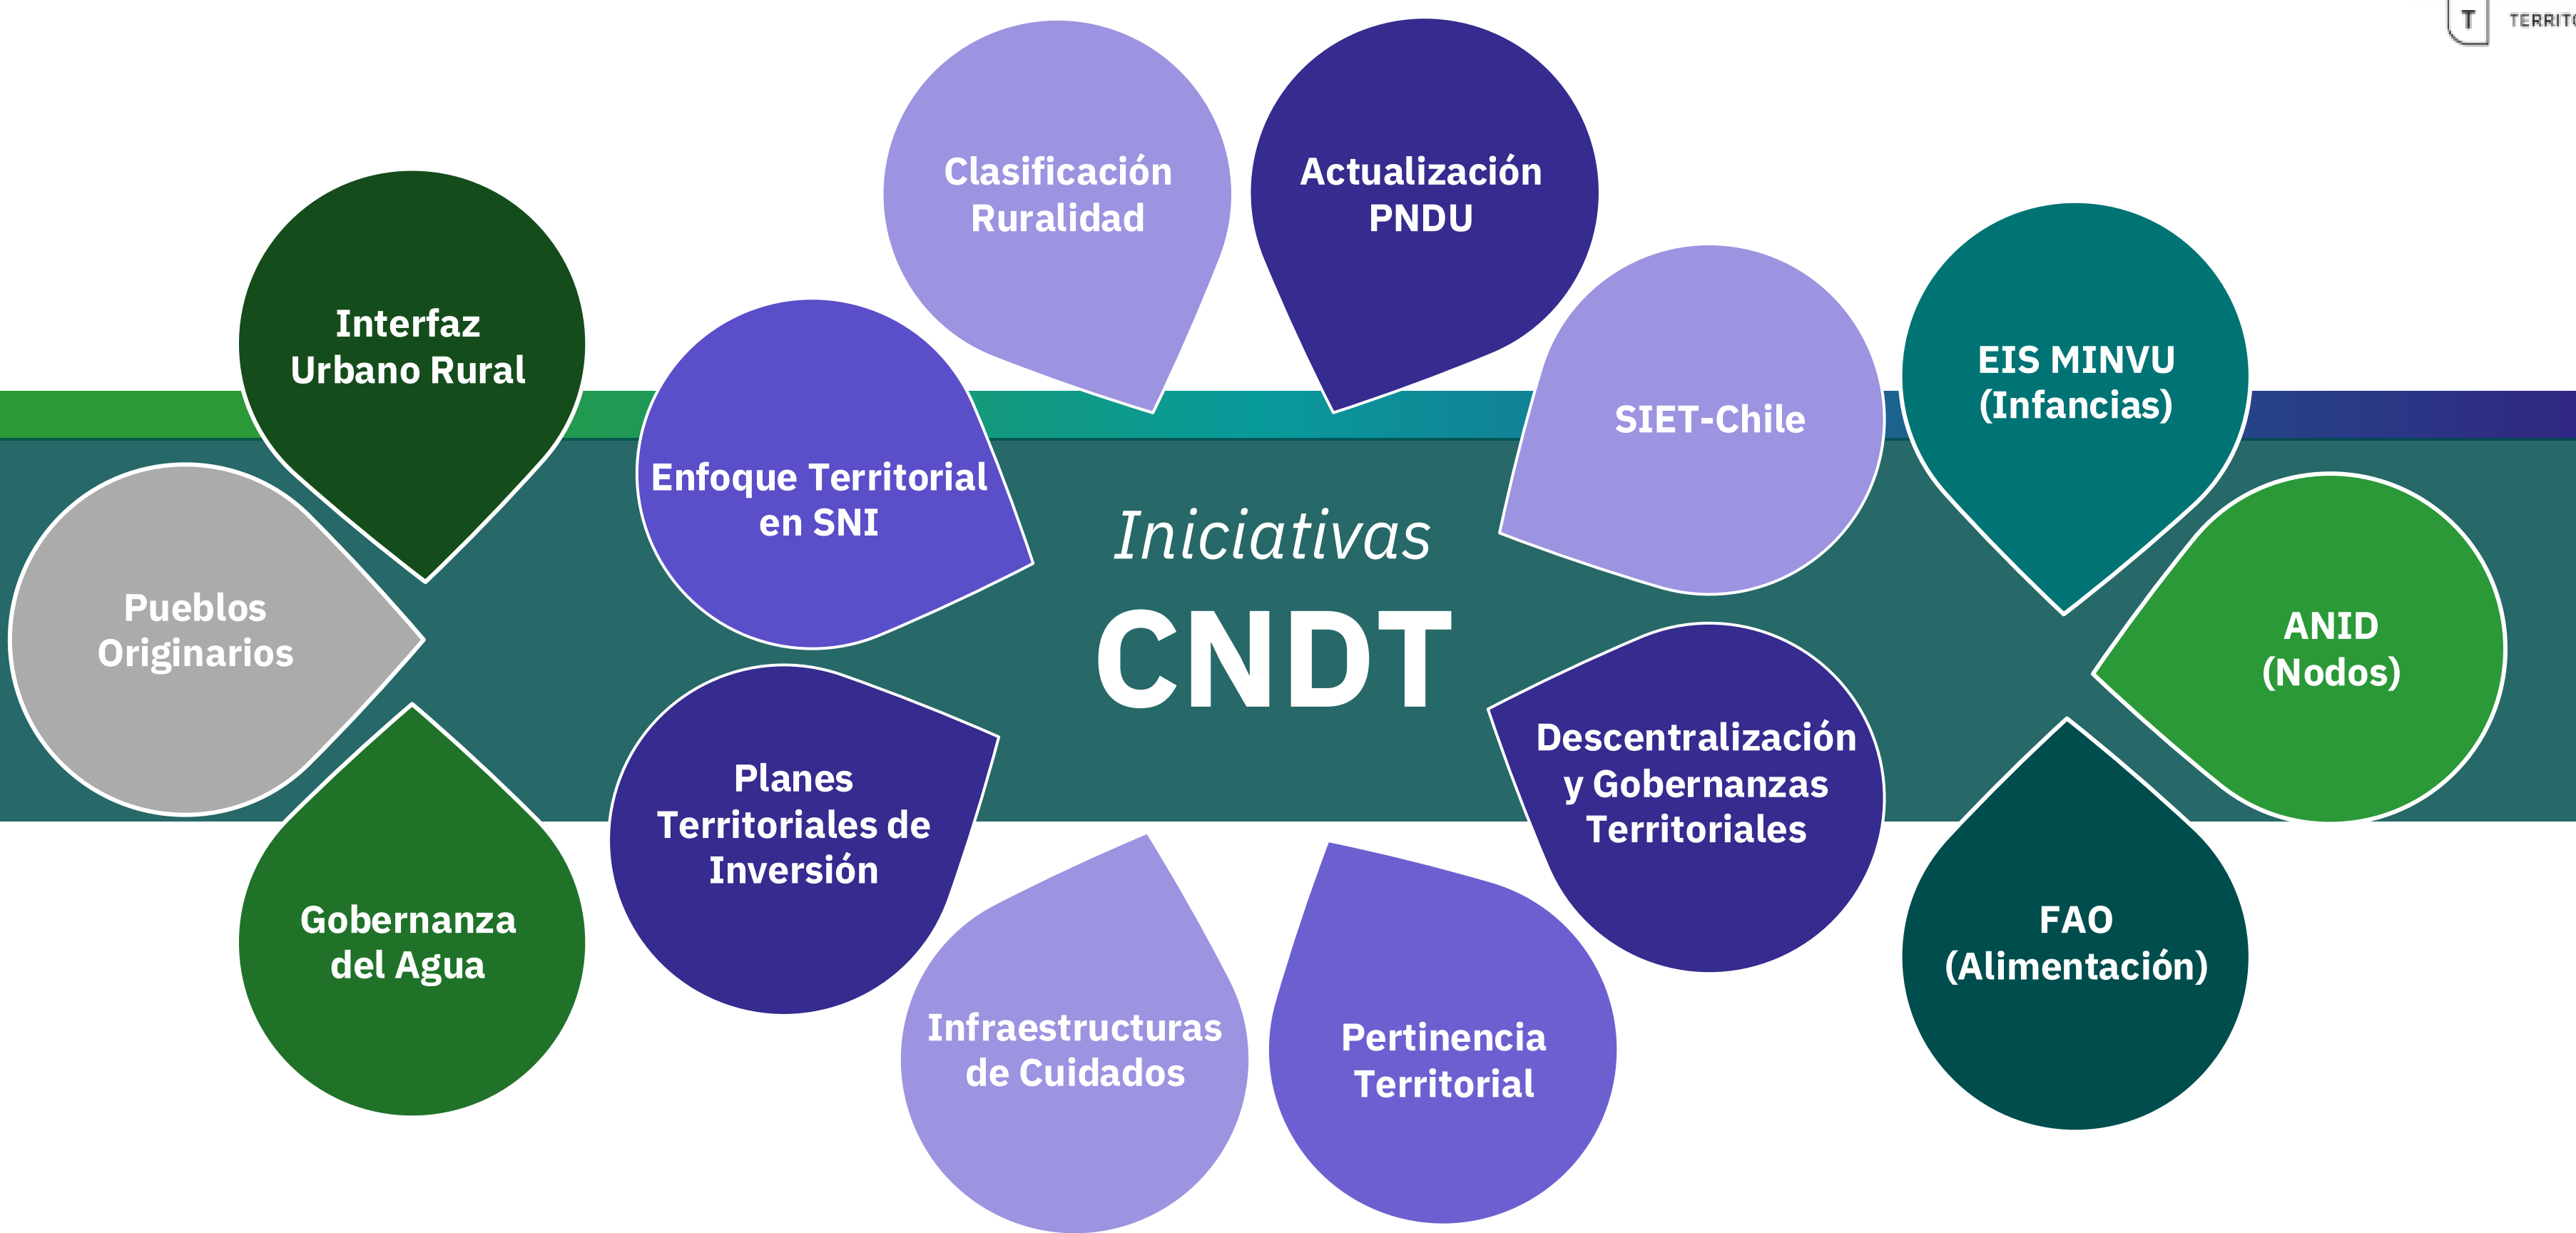 T
Clasificación
Ruralidad
Actualización
PNDU
Interfaz
Urbano Rural
Enfoque Territorial
en SNI
SIET-Chile
EIS MINVU
(Infancias)
Pueblos
Originarios
Iniciativas
CNDT
ANID
(Nodos)
Planes
Territoriales de
Inversión
Descentralización
y Gobernanzas
Territoriales
Gobernanza
del Agua
FAO
(Alimentación)
Infraestructuras
de Cuidados
Pertinencia
Territorial